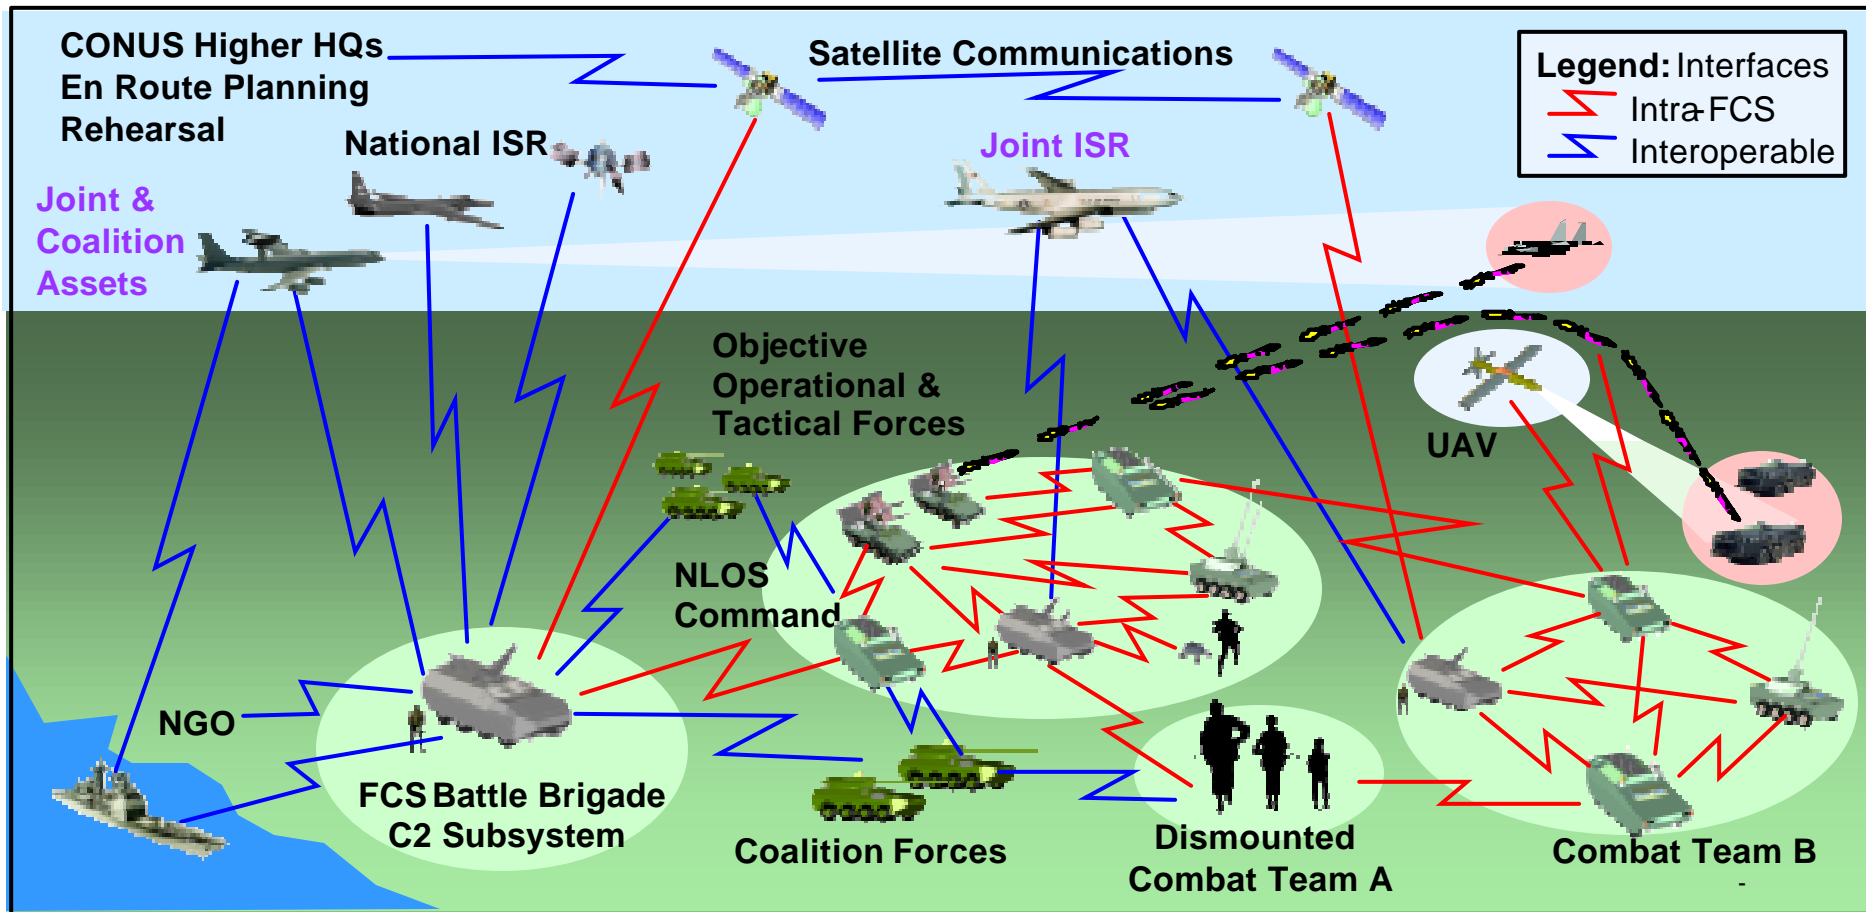 CONUS Higher HQs
En Route Planning
Rehearsal
Satellite Communications
Legend: Interfaces
Intra-FCS
Interoperable
National ISR
Joint ISR
Joint &
Coalition
Assets
Objective
Operational &
Tactical Forces
UAV
NLOS
Command
NGO
FCS Battle Brigade
C2 Subsystem
Coalition Forces
Dismounted
Combat Team A
Combat Team B
-